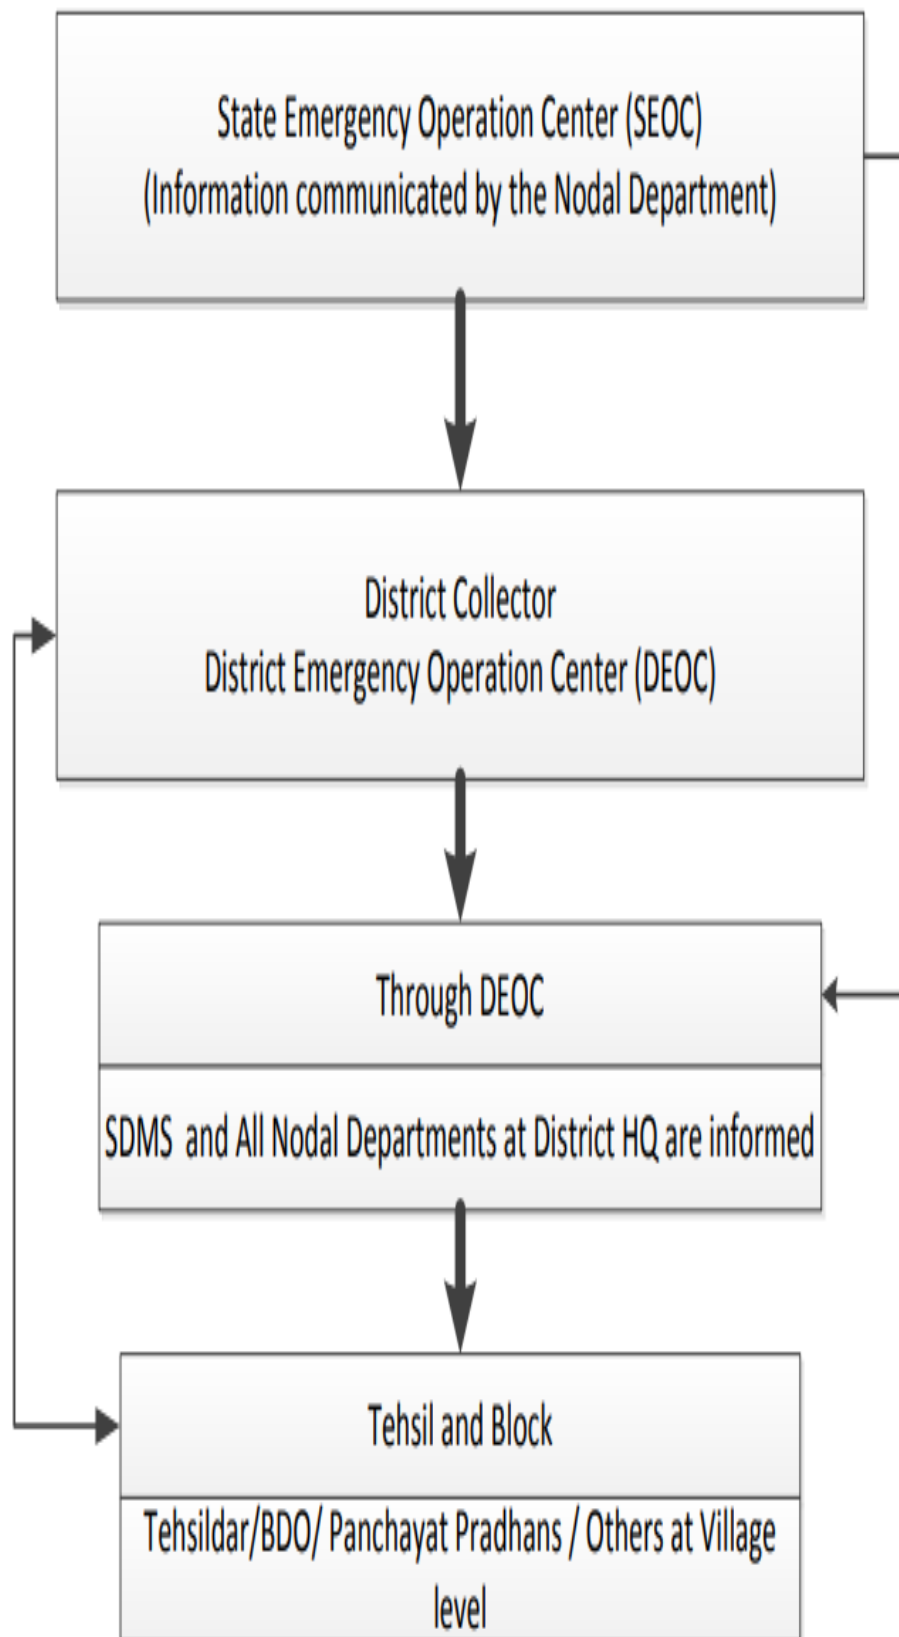 State Emergency Operation Center (SEOC)
(Information communicated by the Nodal Department)
District Collector
District Emergency Operation Center (DEOC)
Through DEOC
SDMS and All Nodal Departments at District HQ are informed
Tehsil and Block
Tehsildar/BDO/ Panchayat Pradhans / Others at Village
level